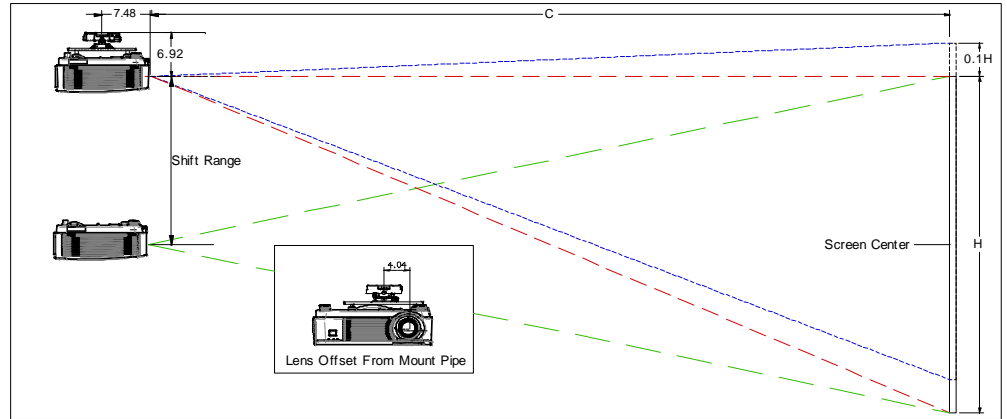 7.48
C
6.92
0.1H
Shift Range
Screen Center
H
4.04
Lens Offset From Mount Pipe